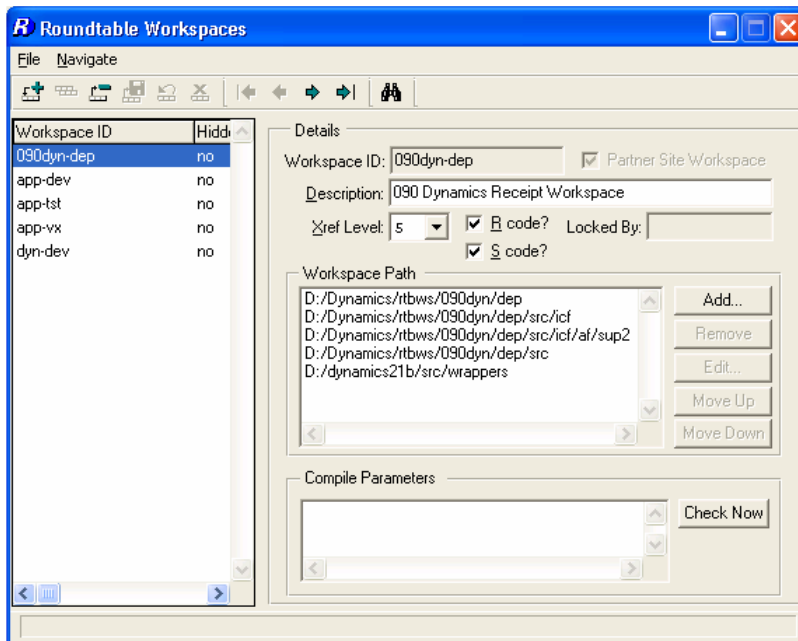 Roundtable Workspaces
File Navigate
Workspace ID Hidd
090dyn-dep no
app-dev no
app-tst no
app-vx no
dyn-dev no
Details
Workspace ID: 090dyn-dep Partner Site Workspace
Description: 090 Dynamics Receipt Workspace
Xref Level: 5 R code? Locked By:
S code?
Workspace Path
D:/Dynamics/rtbws/090dyn/dep
D:/Dynamics/rtbws/090dyn/dep/src/icf
D:/Dynamics/rtbws/090dyn/dep/src/icf/af/sup2
D:/Dynamics/rtbws/090dyn/dep/src
D:/dynamics21b/src/wrappers
Add...
Remove
Edit...
Move Up
Move Down
Compile Parameters
Check Now